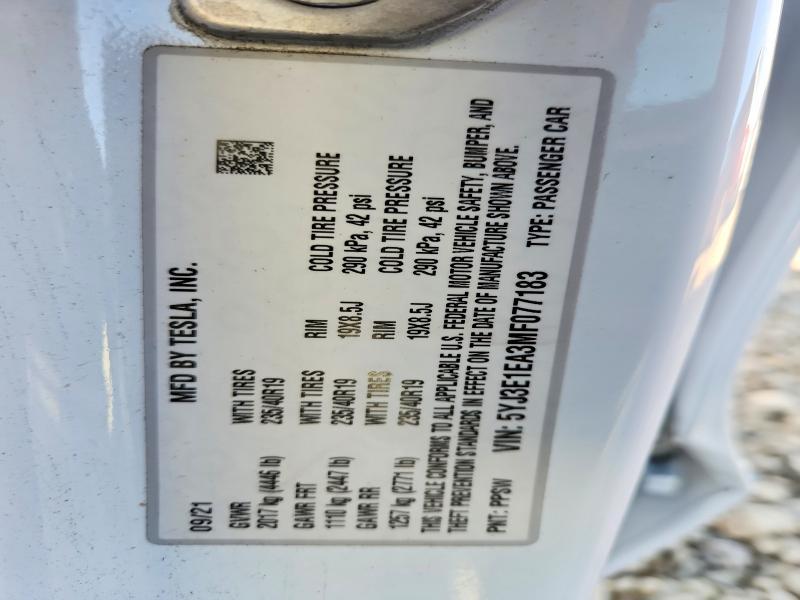 MFD BY TESLA, INC.
09/21
GVWR WITH TIRES RIM COLD TIRE PRESSURE
2017 kg (4446 lb) 235/40R19 19X8.5J 290 kPa, 42 psi
GAWR FRT WITH TIRES RIM COLD TIRE PRESSURE
1110 kg (2447 lb) 235/40R19 19X8.5J 290 kPa, 42 psi
GAWR RR WITH TIRES
1257 kg (2771 lb) 235/40R19
THIS VEHICLE CONFORMS TO ALL APPLICABLE U.S. FEDERAL MOTOR VEHICLE SAFETY, BUMPER, AND
THEFT PREVENTION STANDARDS IN EFFECT ON THE DATE OF MANUFACTURE SHOWN ABOVE.
PNT: PPSW VIN: 5YJ3E1EA3MF077183 TYPE: PASSENGER CAR